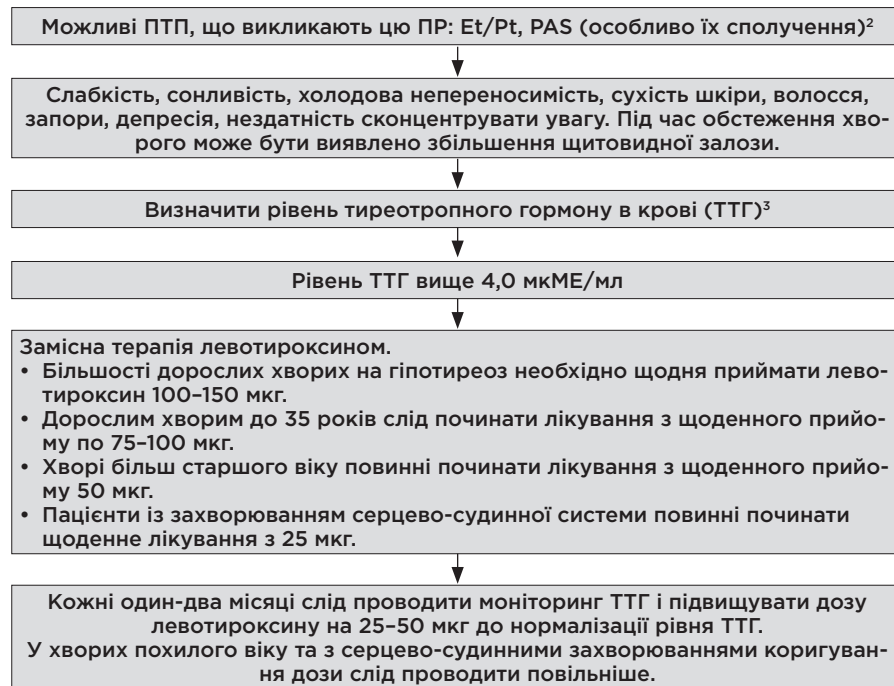 Можливі ПТП, що викликають цю ПР: Et/Pt, PAS (особливо їх сполучення)²
Слабкість, сонливість, холодова непереносимість, сухість шкіри, волосся,
запори, депресія, нездатність сконцентрувати увагу. Під час обстеження хво-
рого може бути виявлено збільшення щитовидної залози.
Визначити рівень тиреотропного гормону в крові (ТТГ)³
Рівень ТТГ вище 4,0 мкМЕ/мл
Замісна терапія левотироксином.
• Більшості дорослих хворих на гіпотиреоз необхідно щодня приймати лево-
тироксин 100–150 мкг.
• Дорослим хворим до 35 років слід починати лікування з щоденного прийо-
му по 75–100 мкг.
• Хворі більш старшого віку повинні починати лікування з щоденного прийо-
му 50 мкг.
• Пацієнти із захворюванням серцево-судинної системи повинні починати
щоденне лікування з 25 мкг.
Кожні один-два місяці слід проводити моніторинг ТТГ і підвищувати дозу
левотироксину на 25–50 мкг до нормалізації рівня ТТГ.
У хворих похилого віку та з серцево-судинними захворюваннями коригуван-
ня дози слід проводити повільніше.